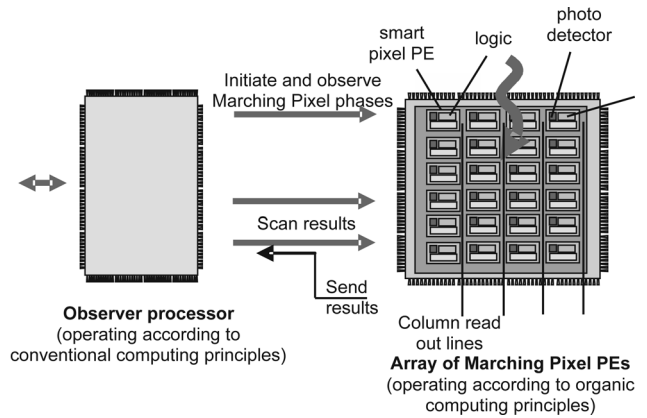 photo
detector
smart
pixel PE
logic
Initiate and observe
Marching Pixel phases
Scan results
Send
results
Observer processor
(operating according to
conventional computing principles)
Column read
out lines
Array of Marching Pixel PEs
(operating according to organic
computing principles)